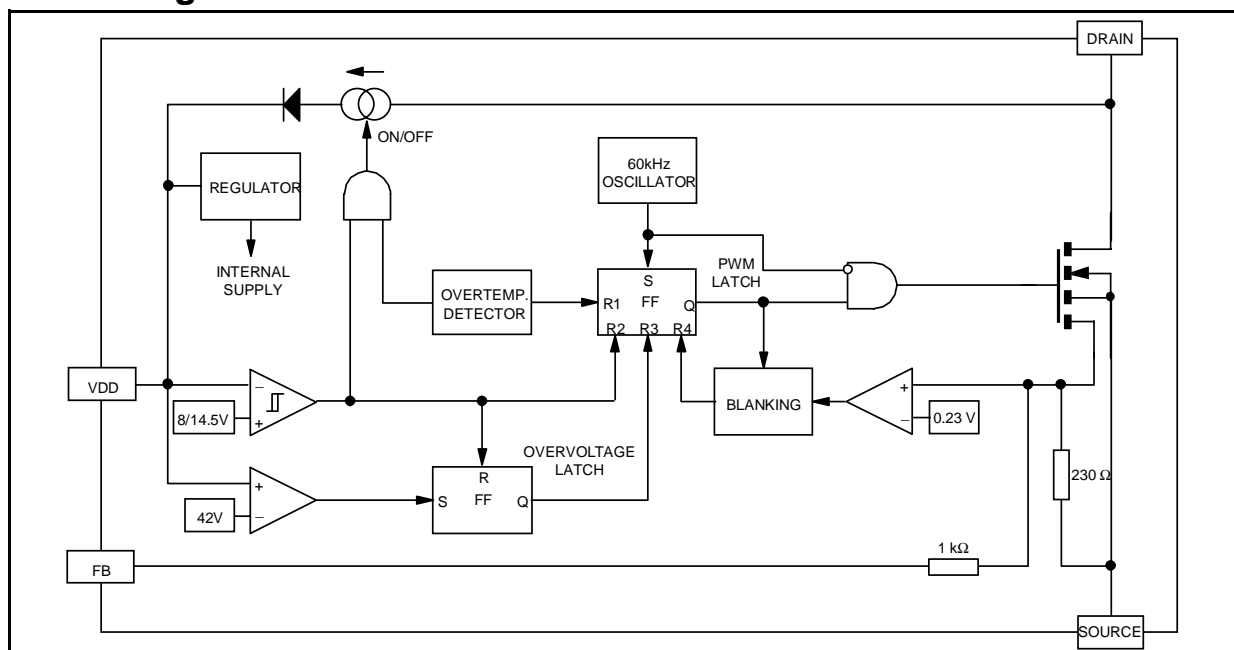 DRAIN
ON/OFF
60kHz
OSCILLATOR
REGULATOR
INTERNAL
SUPPLY
PWM
LATCH
S
FF
R1
Q
R2 R3 R4
OVERTEMP.
DETECTOR
VDD
−
+
8/14.5V
BLANKING
+
−
0.23 V
OVERVOLTAGE
LATCH
230 Ω
R
S
FF
Q
+
−
42V
1 kΩ
FB
SOURCE